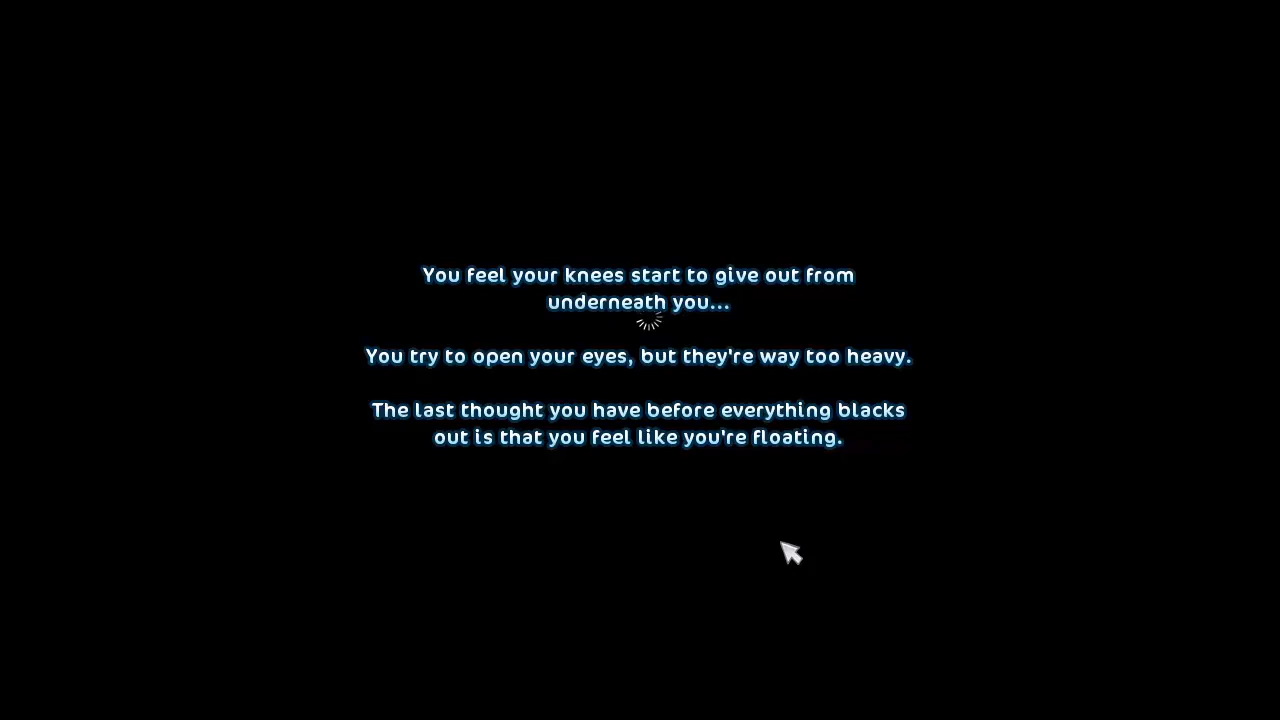 You feel your knees start to give out from
underneath you...
You try to open your eyes, but they're way too heavy.
The last thought you have before everything blacks
out is that you feel like you're floating.